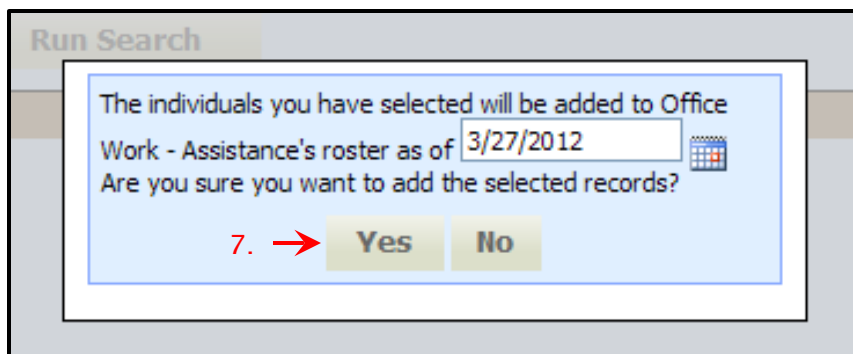 Run Search
The individuals you have selected will be added to Office
Work - Assistance's roster as of 3/27/2012
Are you sure you want to add the selected records?
7. Yes No